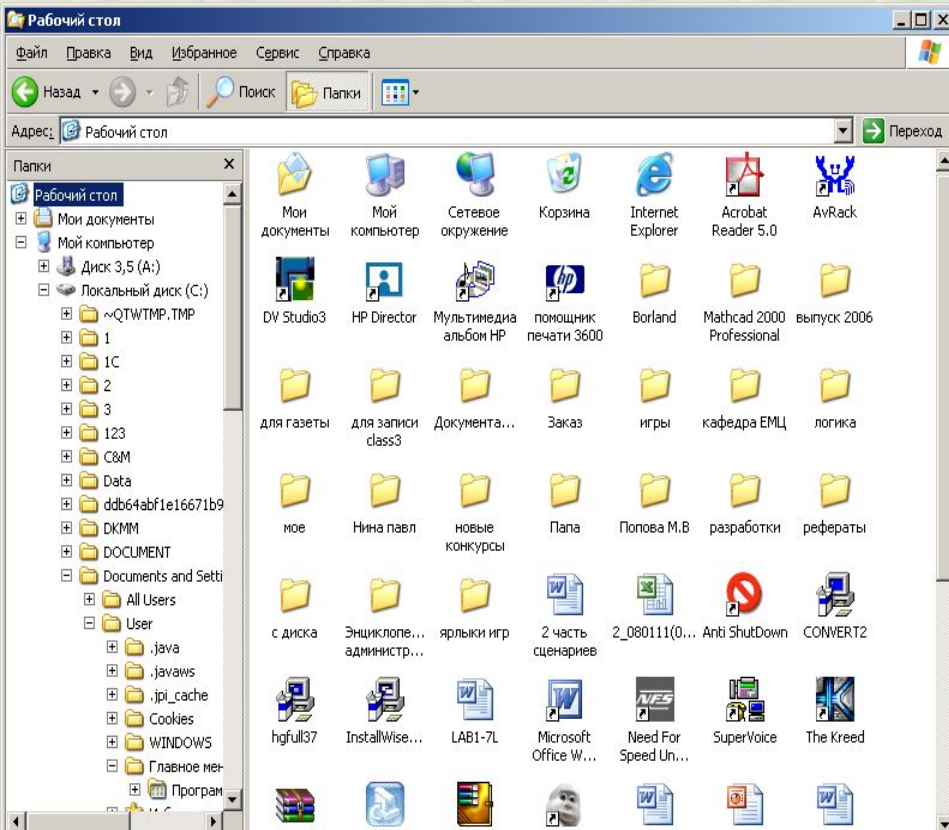 Рабочий стол
Файл Правка Вид Избранное Сервис Справка
Назад Поиск Папки
Адрес: Рабочий стол Переход
Папки
Рабочий стол
Мои документы
Мой компьютер
Диск 3,5 (A:)
Локальный диск (C:)
~QTWTMP.TMP
1
1C
2
3
123
C&M
Data
ddb64abf1e16671b9
DKMM
DOCUMENT
Documents and Setti
All Users
User
.java
.javaws
.jpi_cache
Cookies
WINDOWS
Главное мен
Програм
Мои Мой Сетевое Корзина Internet Acrobat AvRack
документы компьютер окружение Explorer Reader 5.0
DV Studio3 HP Director Мультимедиа помощник Borland Mathcad 2000 выпуск 2006
альбом HP печати 3600 Professional
для газеты для записи Документа... Заказ игры кафедра ЕМЦ логика
class3
мое Нина павл новые Папа Попова М.В разработки рефераты
конкурсы
с диска Энциклопе... ярлыки игр 2 часть 2_080111(0... Anti ShutDown CONVERT2
администр... сценариев
hgfull37 InstallWise... LAB1-7L Microsoft Need For SuperVoice The Kreed
Office W... Speed Un...